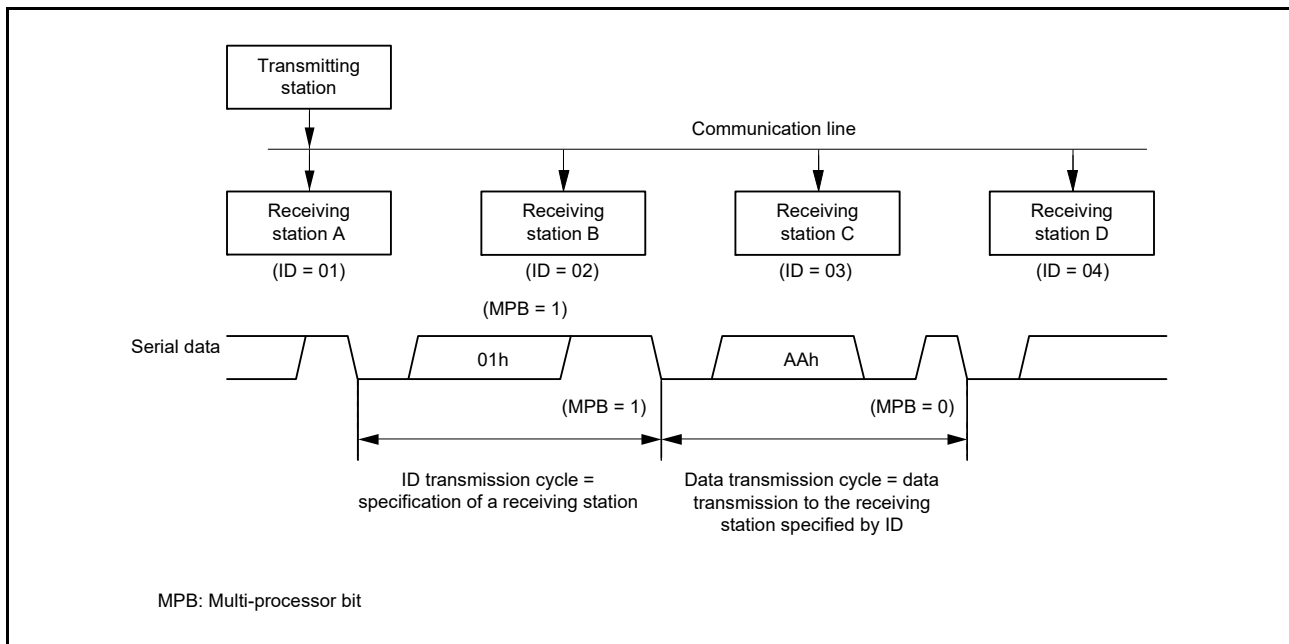 Transmitting
station
Communication line
Receiving
station A
Receiving
station B
Receiving
station C
Receiving
station D
(ID = 01)
(ID = 02)
(ID = 03)
(ID = 04)
(MPB = 1)
Serial data
01h
AAh
(MPB = 1)
(MPB = 0)
ID transmission cycle =
specification of a receiving station
Data transmission cycle = data
transmission to the receiving
station specified by ID
MPB: Multi-processor bit